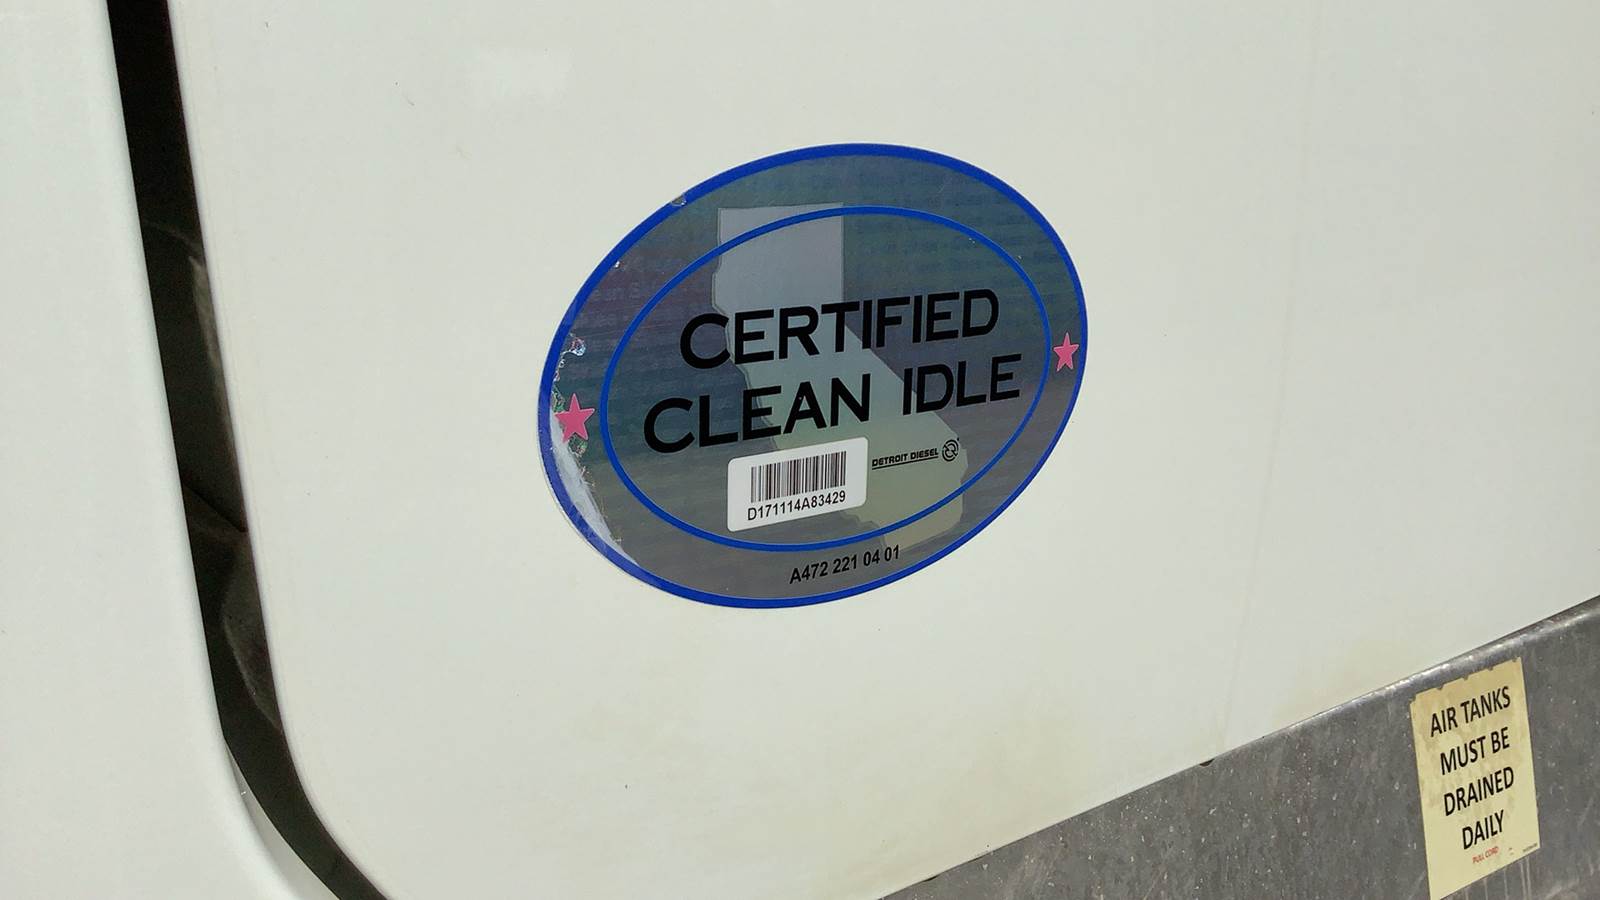 CERTIFIED
CLEAN IDLE
DETROIT DIESEL
D171114A83429
A472 221 04 01
AIR TANKS
MUST BE
DRAINED
DAILY
PULL CORD